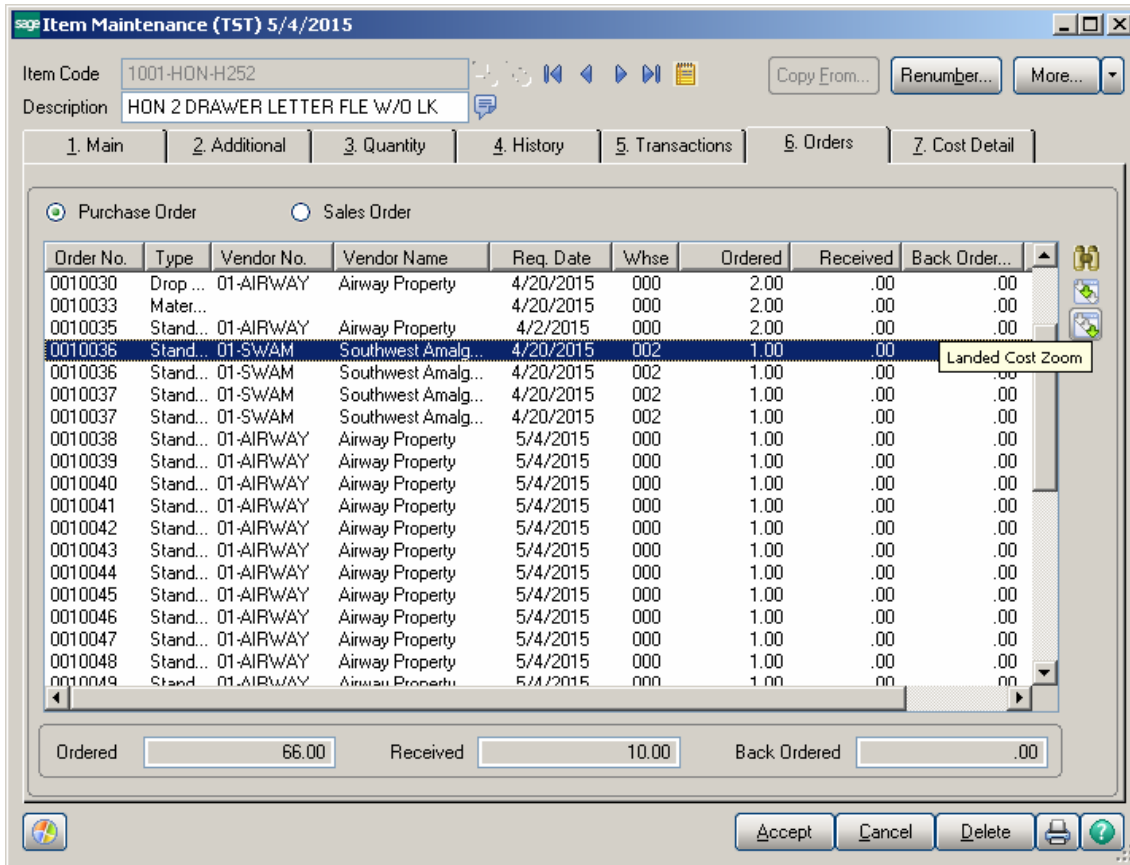 sage Item Maintenance (TST) 5/4/2015
Item Code 1001-HON-H252 Copy From... Renumber... More...
Description HON 2 DRAWER LETTER FLE W/O LK
1. Main 2. Additional 3. Quantity 4. History 5. Transactions 6. Orders 7. Cost Detail
Purchase Order Sales Order
Order No. Type Vendor No. Vendor Name Req. Date Whse Ordered Received Back Order...
0010030 Drop ... 01-AIRWAY Airway Property 4/20/2015 000 2.00 .00 .00
0010033 Mater... 4/20/2015 000 2.00 .00 .00
0010035 Stand... 01-AIRWAY Airway Property 4/2/2015 000 2.00 .00 .00
0010036 Stand... 01-SWAM Southwest Amalg... 4/20/2015 002 1.00 .00
Landed Cost Zoom
0010036 Stand... 01-SWAM Southwest Amalg... 4/20/2015 002 1.00 .00 .00
0010037 Stand... 01-SWAM Southwest Amalg... 4/20/2015 002 1.00 .00 .00
0010037 Stand... 01-SWAM Southwest Amalg... 4/20/2015 002 1.00 .00 .00
0010038 Stand... 01-AIRWAY Airway Property 5/4/2015 000 1.00 .00 .00
0010039 Stand... 01-AIRWAY Airway Property 5/4/2015 000 1.00 .00 .00
0010040 Stand... 01-AIRWAY Airway Property 5/4/2015 000 1.00 .00 .00
0010041 Stand... 01-AIRWAY Airway Property 5/4/2015 000 1.00 .00 .00
0010042 Stand... 01-AIRWAY Airway Property 5/4/2015 000 1.00 .00 .00
0010043 Stand... 01-AIRWAY Airway Property 5/4/2015 000 1.00 .00 .00
0010044 Stand... 01-AIRWAY Airway Property 5/4/2015 000 1.00 .00 .00
0010045 Stand... 01-AIRWAY Airway Property 5/4/2015 000 1.00 .00 .00
0010046 Stand... 01-AIRWAY Airway Property 5/4/2015 000 1.00 .00 .00
0010047 Stand... 01-AIRWAY Airway Property 5/4/2015 000 1.00 .00 .00
0010048 Stand... 01-AIRWAY Airway Property 5/4/2015 000 1.00 .00 .00
0010049 Stand... 01-AIRWAY Airway Property 5/4/2015 000 1.00 .00 .00
Ordered 66.00 Received 10.00 Back Ordered .00
Accept Cancel Delete